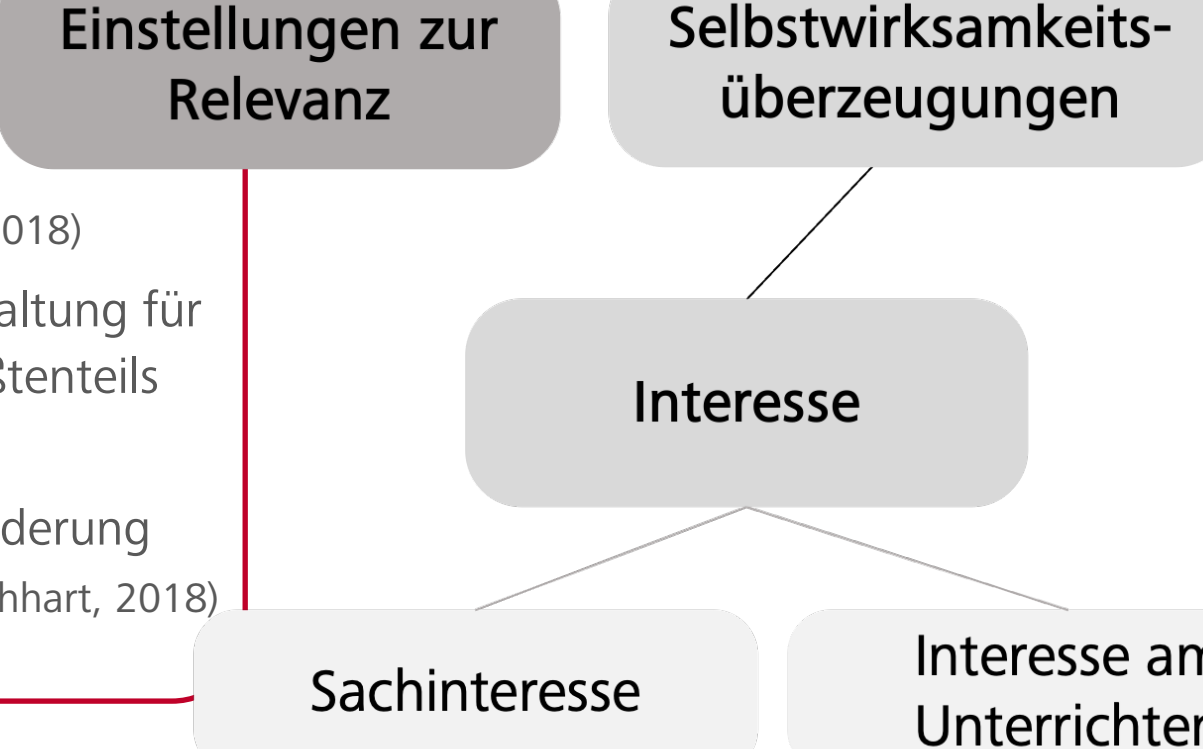 Einstellungen zur
Relevanz
Selbstwirksamkeits-
überzeugungen
018)
altung für
ßtenteils
derung
hhart, 2018)
Interesse
Sachinteresse
Interesse am
Unterrichten